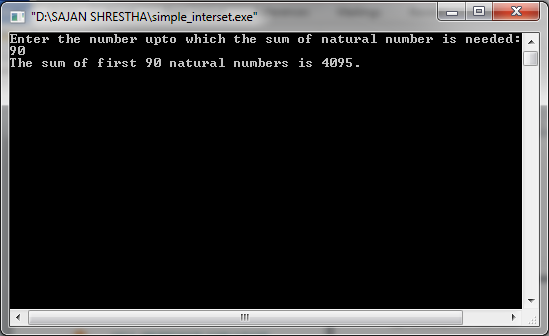 "D:\SAJAN SHRESTHA\simple_interset.exe"
Enter the number upto which the sum of natural number is needed:
90
The sum of first 90 natural numbers is 4095.